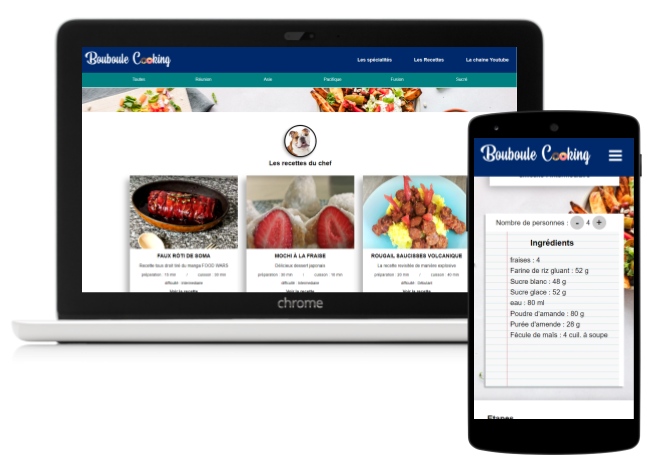 Bouboule Cooking
Les spécialités Les Recettes La chaine Youtube
Toutes Réunion Asie Pacifique Fusion Sucré
Les recettes du chef
FAUX ROTI DE SOMA
Recette tous droit tiré du manga FOOD WARS
préparation : 15 min / cuisson : 30 min
difficulté : Intermédiaire
Voir la recette
MOCHI À LA FRAISE
Délicieux dessert japonais
préparation : 30 min / cuisson : 10 min
difficulté : Intermédiaire
Voir la recette
ROUGAIL SAUCISSES VOLCANIQUE
La recette revisitée de manière explosive
préparation : 20 min / cuisson : 40 min
difficulté : Débutant
Voir la recette
chrome
Bouboule Cooking
Nombre de personnes : - 4 +
Ingrédients
fraises : 4
Farine de riz gluant : 52 g
Sucre blanc : 48 g
Sucre glace : 52 g
eau : 80 ml
Poudre d'amande : 80 g
Purée d'amende : 28 g
Fécule de maïs : 4 cuil. à soupe
Etapes